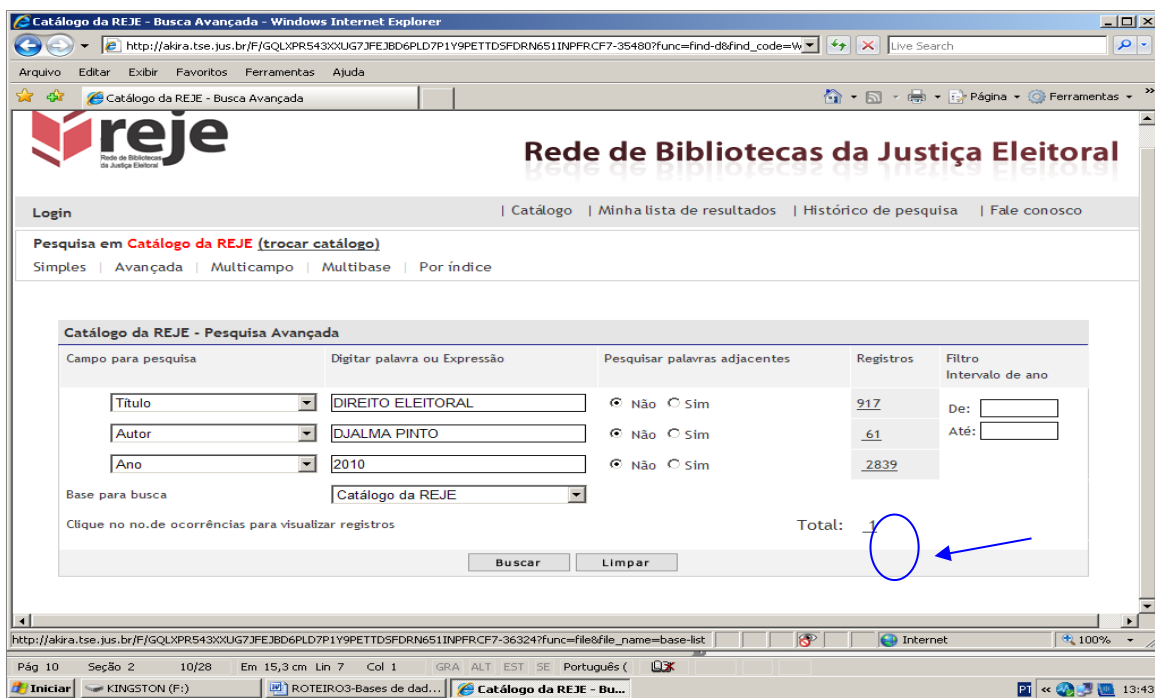 Catálogo da REJE - Busca Avançada - Windows Internet Explorer
http://akira.tse.jus.br/F/GQLXPR543XXUG7JFEJBD6PLD7P1Y9PETTDSFDRN651INPFRCF7-35480?func=find-d&find_code=W
Live Search
Arquivo Editar Exibir Favoritos Ferramentas Ajuda
Catálogo da REJE - Busca Avançada
Página Ferramentas »
reje
Rede de Bibliotecas
da Justiça Eleitoral
Rede de Bibliotecas da Justiça Eleitoral
Login | Catálogo | Minha lista de resultados | Histórico de pesquisa | Fale conosco
Pesquisa em Catálogo da REJE (trocar catálogo)
Simples | Avançada | Multicampo | Multibase | Por índice
Catálogo da REJE - Pesquisa Avançada
Campo para pesquisa Digitar palavra ou Expressão Pesquisar palavras adjacentes Registros Filtro
Intervalo de ano
Título DIREITO ELEITORAL Não Sim 917 De:
Autor DJALMA PINTO Não Sim 61 Até:
Ano 2010 Não Sim 2839
Base para busca Catálogo da REJE
Clique no no.de ocorrências para visualizar registros Total: 1
Buscar Limpar
http://akira.tse.jus.br/F/GQLXPR543XXUG7JFEJBD6PLD7P1Y9PETTDSFDRN651INPFRCF7-36324?func=file&file_name=base-list Internet 100%
Pág 10 Seção 2 10/28 Em 15,3 cm Lin 7 Col 1 GRA ALT EST SE Português (
Iniciar KINGSTON (F:) ROTEIRO3-Bases de dad... Catálogo da REJE - Bu... PT « 13:43